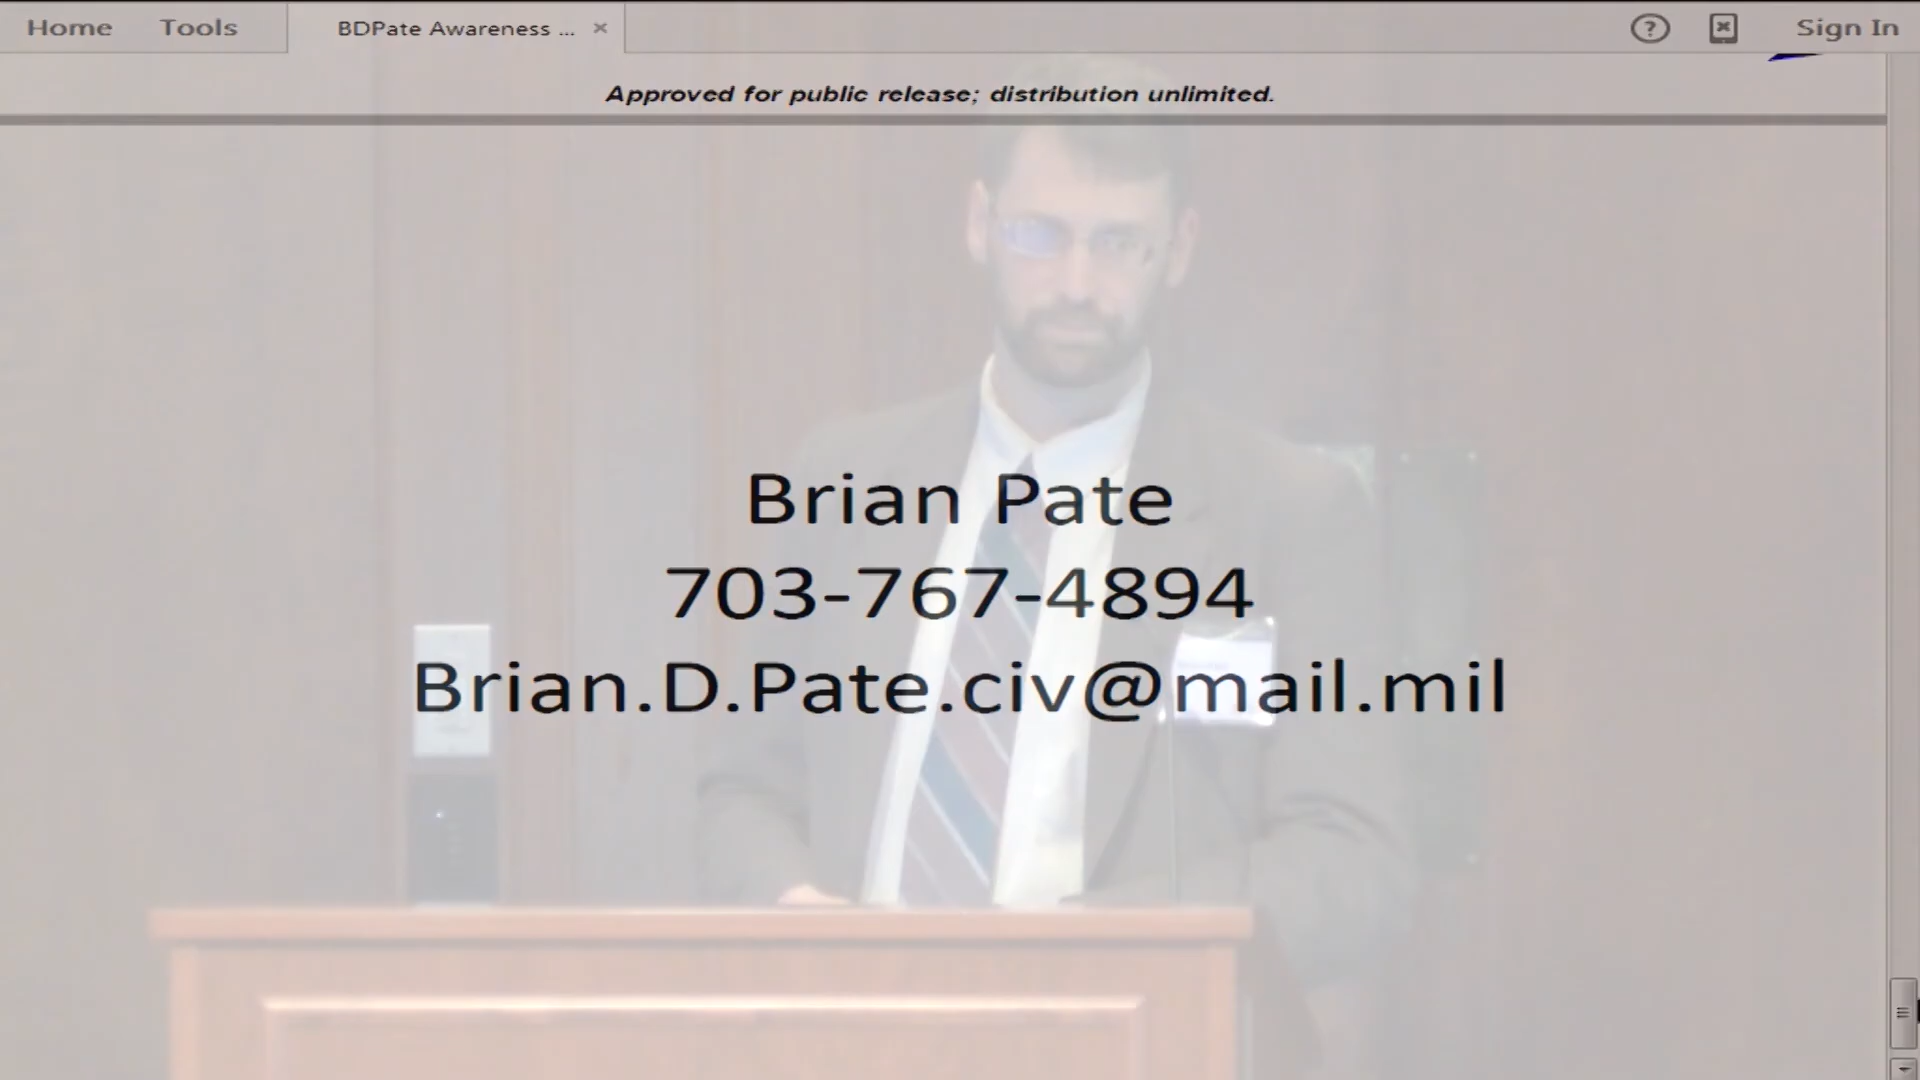 Home Tools BDPate Awareness ... × ? Sign In
Approved for public release; distribution unlimited.
Brian Pate
703-767-4894
Brian.D.Pate.civ@mail.mil